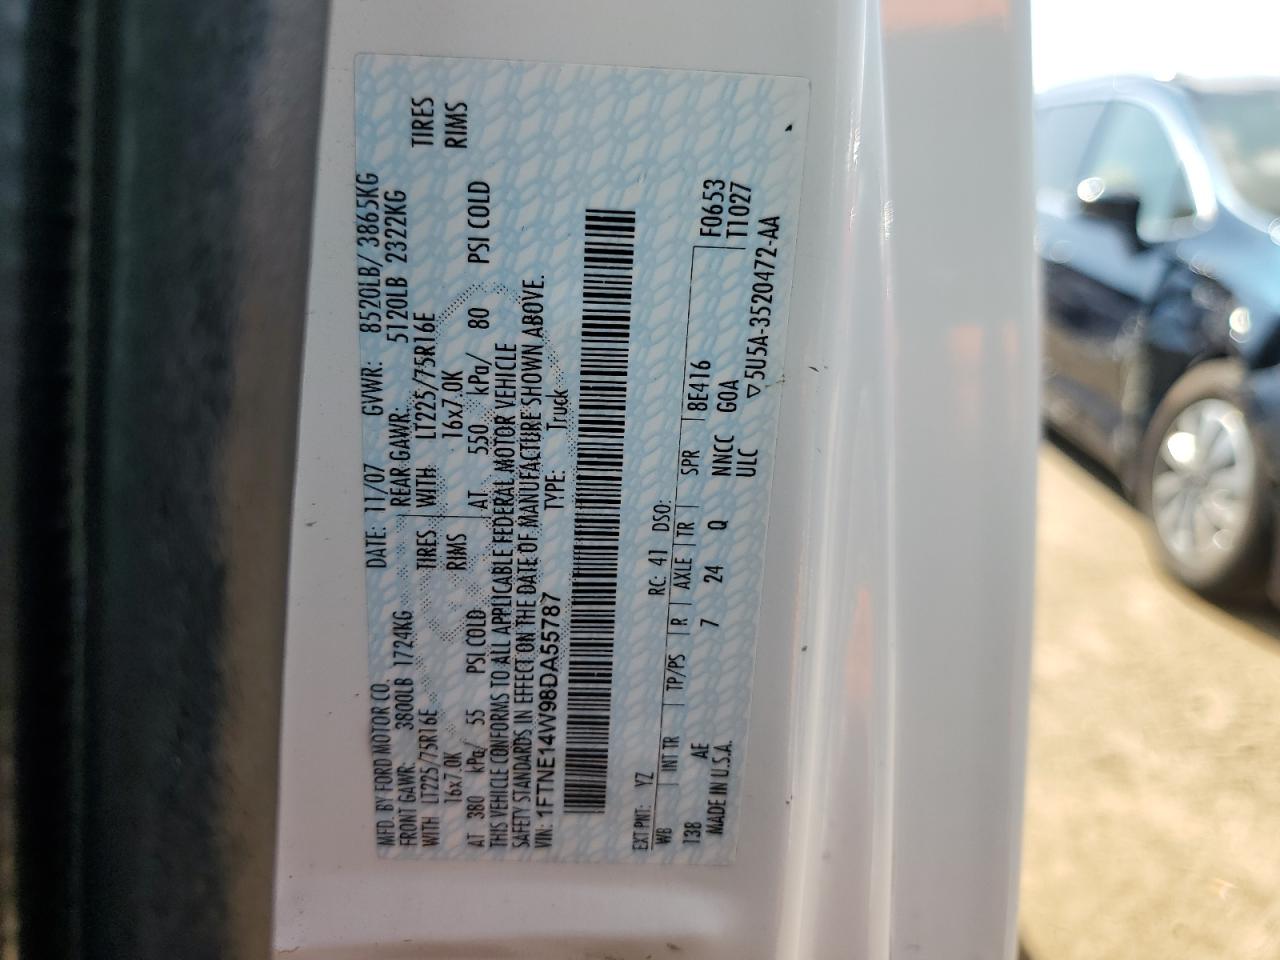 MFD. BY FORD MOTOR CO. DATE: 11/07 GVWR: 8520LB/ 3865KG
FRONT GAWR: 3800LB 1724KG REAR GAWR: 5120LB 2322KG
WITH LT225/75R16E TIRES WITH LT225/75R16E TIRES
16x7.0K RIMS 16x7.0K RIMS
AT 380 kPa/ 55 PSI COLD AT 550 kPa/ 80 PSI COLD
THIS VEHICLE CONFORMS TO ALL APPLICABLE FEDERAL MOTOR VEHICLE
SAFETY STANDARDS IN EFFECT ON THE DATE OF MANUFACTURE SHOWN ABOVE.
VIN: 1FTNE14W98DA55787 TYPE: Truck
EXT PNT: YZ RC: 41 DSO:
WB INT TR TP/PS R AXLE TR SPR 8E416 F0653
138 AE 7 24 Q NNCC GOA T1027
MADE IN U.S.A. ULC ▽5U5A-3520472-AA